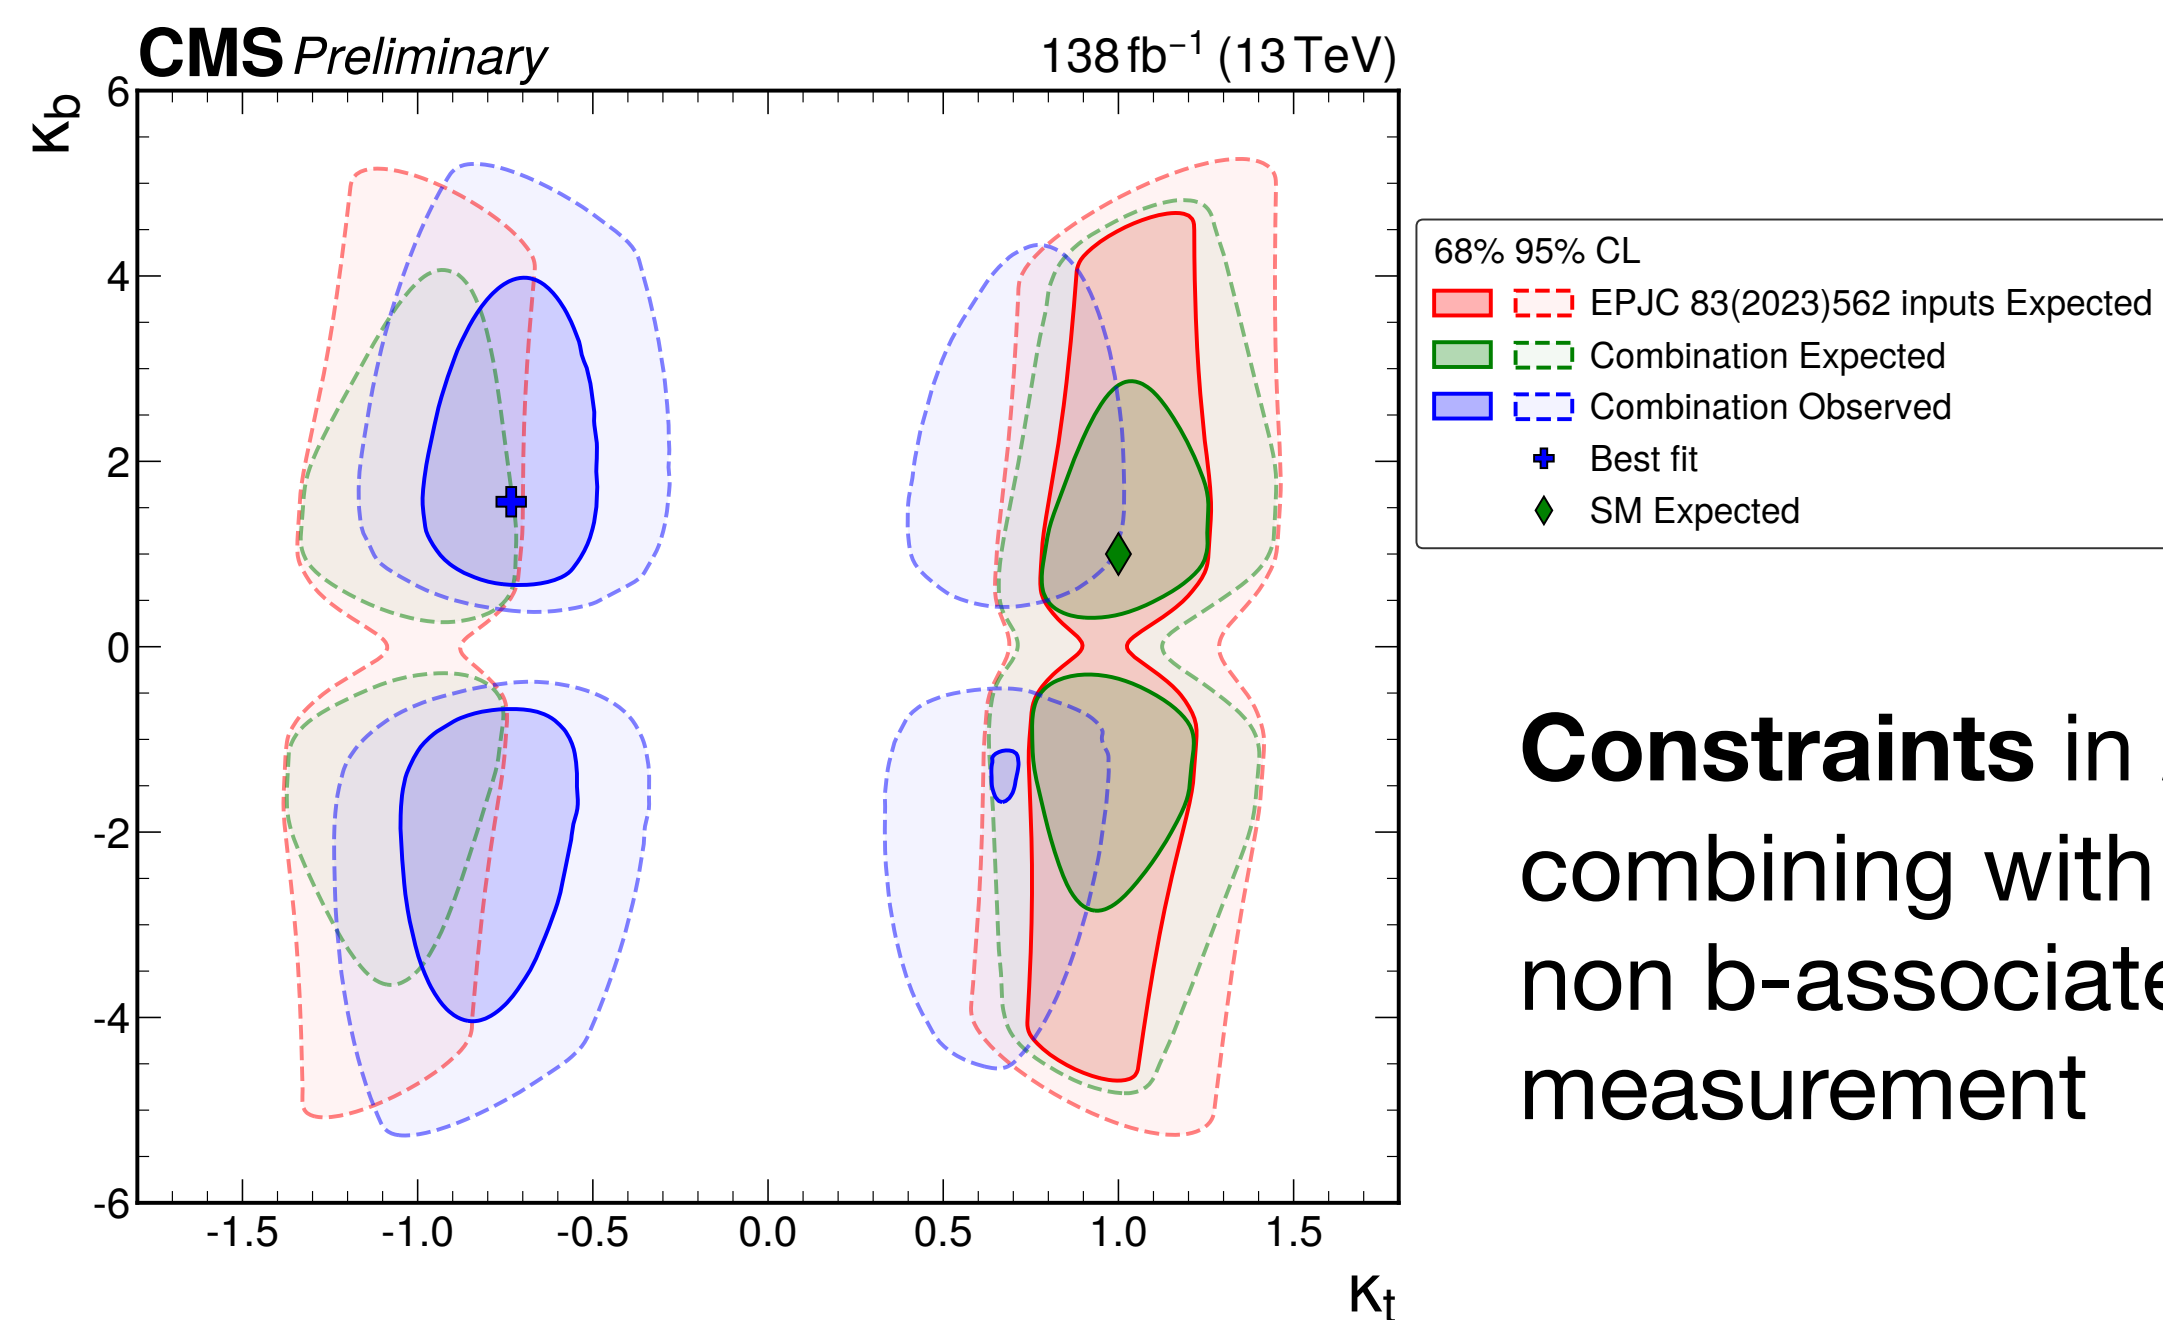 CMS Preliminary 138 fb⁻¹ (13 TeV)
κb
6
4
2
0
-2
-4
-6
-1.5 -1.0 -0.5 0.0 0.5 1.0 1.5
κt
68% 95% CL
EPJC 83(2023)562 inputs Expected
Combination Expected
Combination Observed
Best fit
SM Expected
Constraints in
combining with
non b-associate
measurement